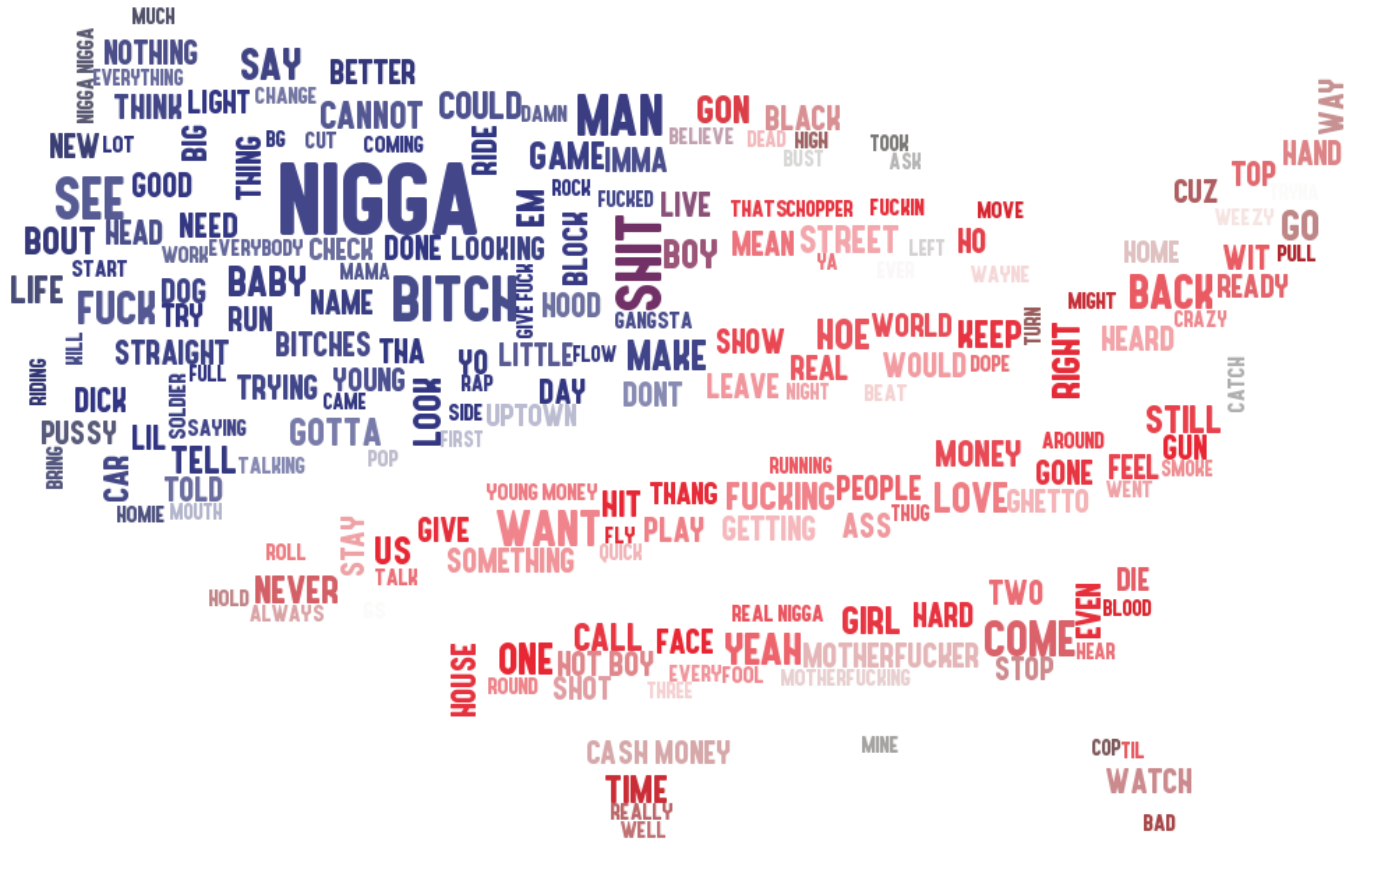 MUCH
NIGGA NIGGA
NOTHING
EVERYTHING
SAY
BETTER
THINK
LIGHT
CHANGE
CANNOT
COULD
DAMN
MAN
GON
BLACK
WAY
NEW
LOT
BIG
THING
BG
CUT
COMING
RIDE
GAME
IMMA
BELIEVE
DEAD
HIGH
BUST
TOOK
ASK
HAND
TOP
SEE
GOOD
NIGGA
EM
ROCK
FUCKED
LIVE
THATS
CHOPPER
FUCKIN
MOVE
CUZ
WEEZY
GO
BOUT
HEAD
NEED
WORK
EVERYBODY
CHECK
DONE
LOOKING
BLOCK
SHIT
BOY
MEAN
STREET
YA
LEFT
EVER
HO
WAYNE
HOME
WIT
PULL
START
LIFE
FUCK
DOG
TRY
BABY
RUN
MAMA
NAME
BITCH
GIVE FUCK
HOOD
GANGSTA
MIGHT
BACK
READY
CRAZY
KILL
STRAIGHT
BITCHES
THA
YO
LITTLE
FLOW
MAKE
SHOW
HOE
WORLD
KEEP
TURN
RIGHT
HEARD
RIDING
DICK
SOLDIER
FULL
TRYING
YOUNG
CAME
LOOK
RAP
DAY
DONT
LEAVE
REAL
NIGHT
WOULD
DOPE
BEAT
CATCH
PUSSY
LIL
SAYING
GOTTA
SIDE
UPTOWN
FIRST
STILL
BRING
CAR
TELL
TALKING
POP
MONEY
AROUND
GUN
TOLD
HOMIE
MOUTH
YOUNG MONEY
HIT
THANG
RUNNING
FUCKING
PEOPLE
LOVE
GHETTO
GONE
FEEL
SMOKE
WENT
ROLL
STAY
US
GIVE
WANT
FLY
PLAY
GETTING
ASS
THUG
TALK
SOMETHING
QUICK
HOLD
NEVER
ALWAYS
GS
TWO
EVEN
DIE
BLOOD
REAL NIGGA
GIRL
HARD
HOUSE
ONE
CALL
FACE
YEAH
MOTHERFUCKER
COME
HEAR
HOT BOY
STOP
ROUND
SHOT
THREE
EVERY
FOOL
MOTHERFUCKING
CASH MONEY
MINE
COP
TIL
TIME
REALLY
WELL
WATCH
BAD